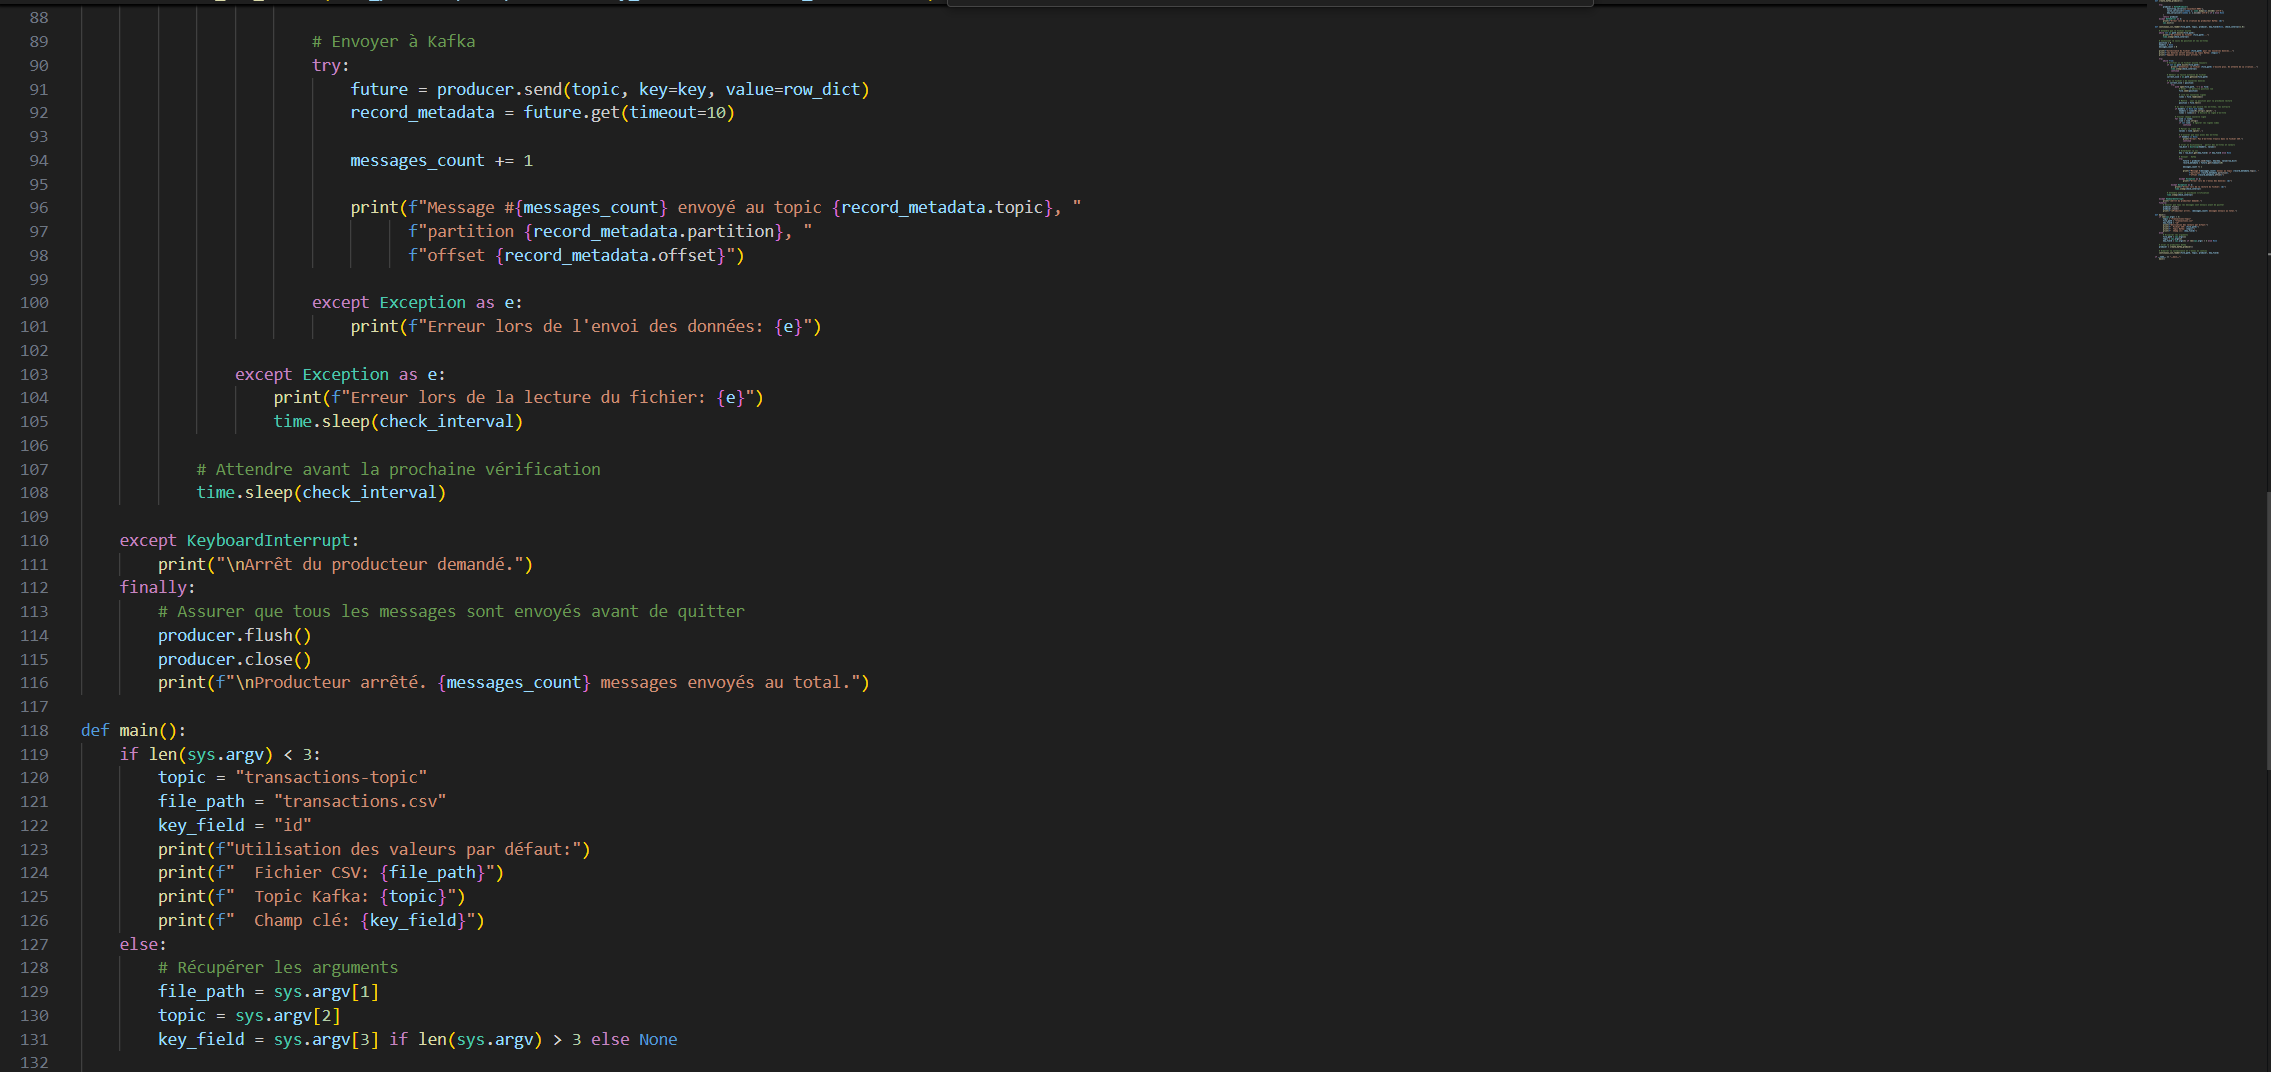 88
89 # Envoyer à Kafka
90 try:
91 future = producer.send(topic, key=key, value=row_dict)
92 record_metadata = future.get(timeout=10)
93
94 messages_count += 1
95
96 print(f"Message #{messages_count} envoyé au topic {record_metadata.topic}, "
97 f"partition {record_metadata.partition}, "
98 f"offset {record_metadata.offset}")
99
100 except Exception as e:
101 print(f"Erreur lors de l'envoi des données: {e}")
102
103 except Exception as e:
104 print(f"Erreur lors de la lecture du fichier: {e}")
105 time.sleep(check_interval)
106
107 # Attendre avant la prochaine vérification
108 time.sleep(check_interval)
109
110 except KeyboardInterrupt:
111 print("\nArrêt du producteur demandé.")
112 finally:
113 # Assurer que tous les messages sont envoyés avant de quitter
114 producer.flush()
115 producer.close()
116 print(f"\nProducteur arrêté. {messages_count} messages envoyés au total.")
117
118 def main():
119 if len(sys.argv) < 3:
120 topic = "transactions-topic"
121 file_path = "transactions.csv"
122 key_field = "id"
123 print(f"Utilisation des valeurs par défaut:")
124 print(f"  Fichier CSV: {file_path}")
125 print(f"  Topic Kafka: {topic}")
126 print(f"  Champ clé: {key_field}")
127 else:
128 # Récupérer les arguments
129 file_path = sys.argv[1]
130 topic = sys.argv[2]
131 key_field = sys.argv[3] if len(sys.argv) > 3 else None
132